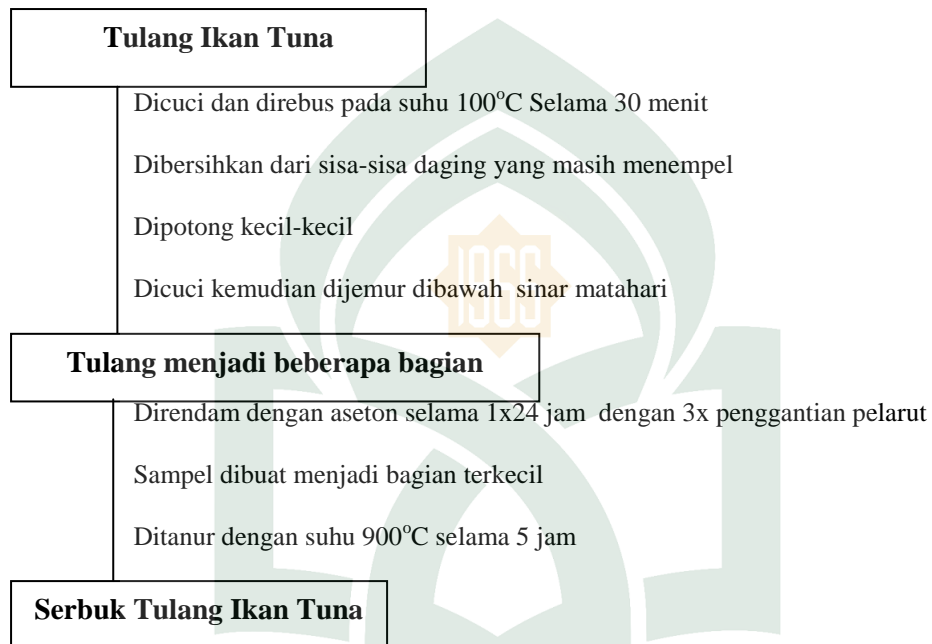 Tulang Ikan Tuna
Dicuci dan direbus pada suhu 100°C Selama 30 menit
Dibersihkan dari sisa-sisa daging yang masih menempel
Dipotong kecil-kecil
1965
Dicuci kemudian dijemur dibawah sinar matahari
Tulang menjadi beberapa bagian
Direndam dengan aseton selama 1x24 jam dengan 3x penggantian pelarut
Sampel dibuat menjadi bagian terkecil
Ditanur dengan suhu 900°C selama 5 jam
Serbuk Tulang Ikan Tuna